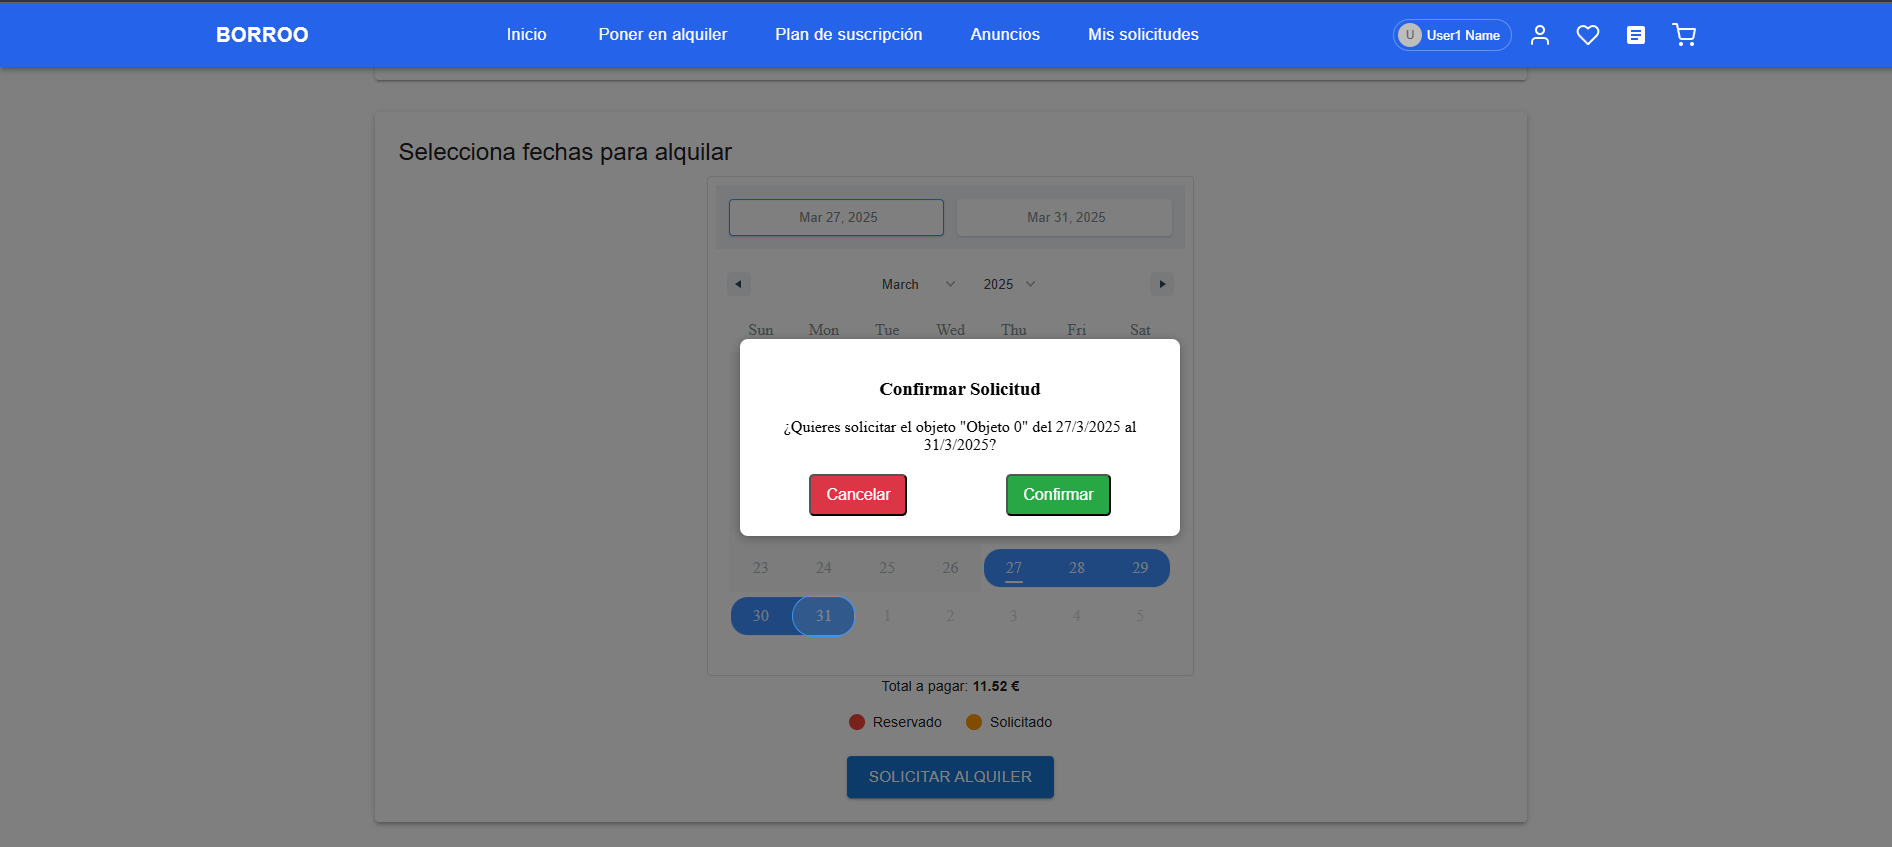 BORROO
Inicio
Poner en alquiler
Plan de suscripción
Anuncios
Mis solicitudes
U
User1 Name
Selecciona fechas para alquilar
Mar 27, 2025
Mar 31, 2025
March
2025
Sun Mon Tue Wed Thu Fri Sat
Confirmar Solicitud
¿Quieres solicitar el objeto "Objeto 0" del 27/3/2025 al
31/3/2025?
Cancelar
Confirmar
23 24 25 26 27 28 29
30 31 1 2 3 4 5
Total a pagar: 11.52 €
Reservado
Solicitado
SOLICITAR ALQUILER